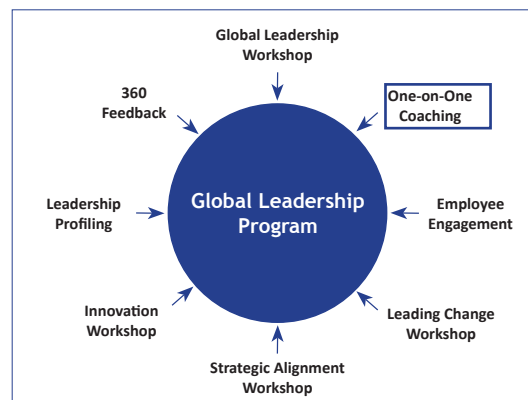 Global Leadership
Workshop
360
Feedback
One-on-One
Coaching
Leadership
Profiling
Global Leadership
Program
Employee
Engagement
Innovation
Workshop
Leading Change
Workshop
Strategic Alignment
Workshop